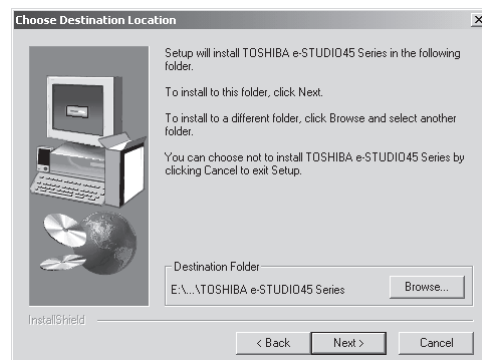 Choose Destination Location
Setup will install TOSHIBA e-STUDIO45 Series in the following
folder.
To install to this folder, click Next.
To install to a different folder, click Browse and select another
folder.
You can choose not to install TOSHIBA e-STUDIO45 Series by
clicking Cancel to exit Setup.
Destination Folder
E:\...\TOSHIBA e-STUDIO45 Series
Browse...
InstallShield
< Back
Next >
Cancel